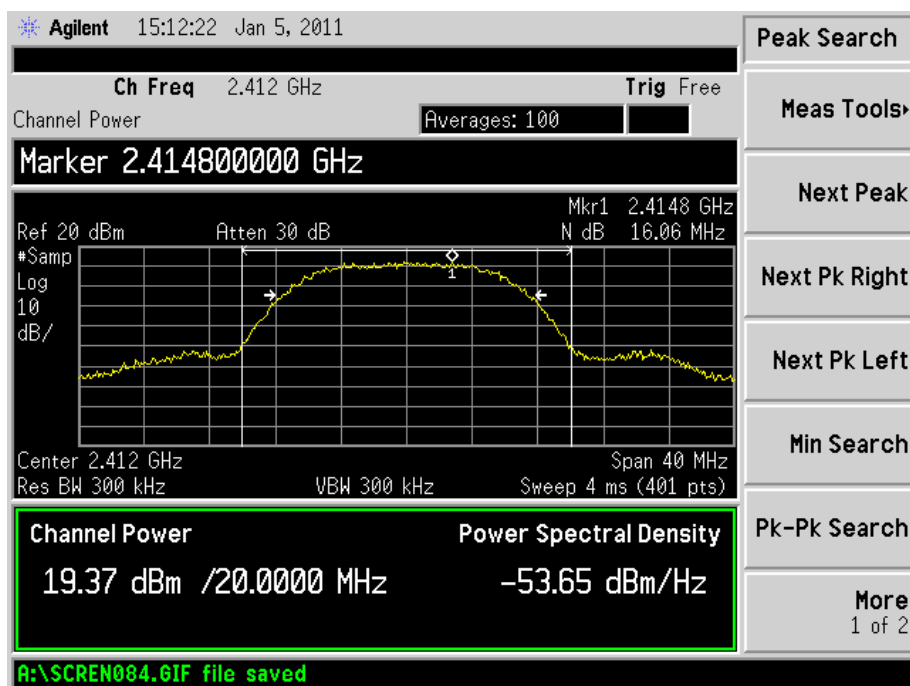 Agilent 15:12:22 Jan 5, 2011
Peak Search
Ch Freq 2.412 GHz Trig Free
Channel Power Averages: 100
Meas Tools
Marker 2.414800000 GHz
Mkr1 2.4148 GHz
Ref 20 dBm Atten 30 dB N dB 16.06 MHz
Next Peak
#Samp
Log
10
dB/
1
Next Pk Right
Next Pk Left
Center 2.412 GHz Span 40 MHz
Res BW 300 kHz VBW 300 kHz Sweep 4 ms (401 pts)
Min Search
Channel Power Power Spectral Density
19.37 dBm /20.0000 MHz -53.65 dBm/Hz
Pk-Pk Search
More
1 of 2
A:\SCREN084.GIF file saved